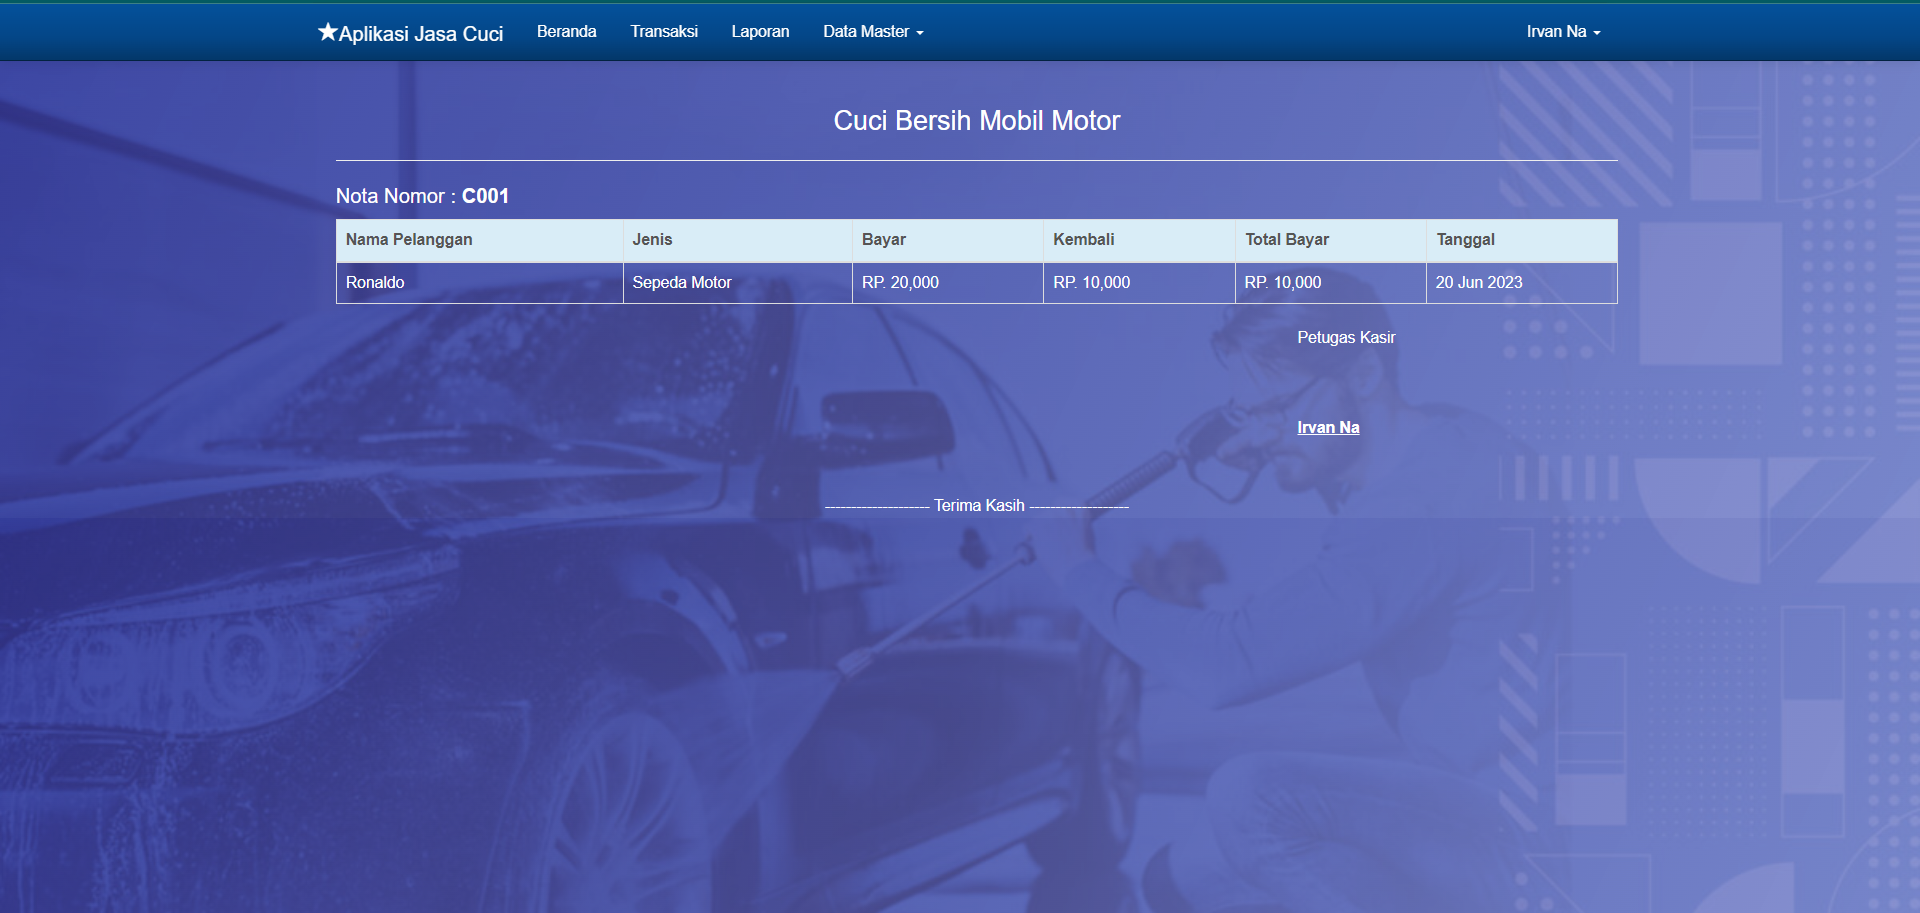 ★Aplikasi Jasa Cuci Beranda Transaksi Laporan Data Master Irvan Na
Cuci Bersih Mobil Motor
Nota Nomor : C001
Nama Pelanggan Jenis Bayar Kembali Total Bayar Tanggal
Ronaldo Sepeda Motor RP. 20,000 RP. 10,000 RP. 10,000 20 Jun 2023
Petugas Kasir
Irvan Na
-------------------- Terima Kasih -------------------